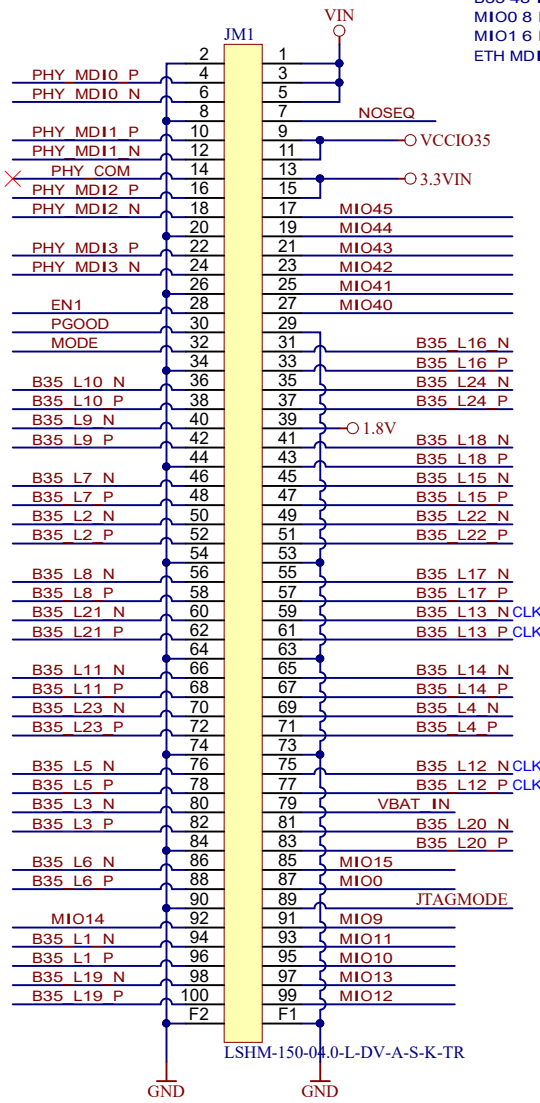 B35 48 I
MIO0 8 I
MIO1 6 I
ETH MDI
VIN
JM1
2 1
PHY_MDI0_P 4 3
PHY_MDI0_N 6 5
8 7 NOSEQ
PHY_MDI1_P 10 9 VCCIO35
PHY_MDI1_N 12 11
PHY_COM 14 13 3.3VIN
PHY_MDI2_P 16 15
PHY_MDI2_N 18 17 MIO45
20 19 MIO44
PHY_MDI3_P 22 21 MIO43
PHY_MDI3_N 24 23 MIO42
26 25 MIO41
EN1 28 27 MIO40
PGOOD 30 29
MODE 32 31 B35_L16_N
34 33 B35_L16_P
B35_L10_N 36 35 B35_L24_N
B35_L10_P 38 37 B35_L24_P
B35_L9_N 40 39 1.8V
B35_L9_P 42 41 B35_L18_N
44 43 B35_L18_P
B35_L7_N 46 45 B35_L15_N
B35_L7_P 48 47 B35_L15_P
B35_L2_N 50 49 B35_L22_N
B35_L2_P 52 51 B35_L22_P
54 53
B35_L8_N 56 55 B35_L17_N
B35_L8_P 58 57 B35_L17_P
B35_L21_N 60 59 B35_L13_N CLK
B35_L21_P 62 61 B35_L13_P CLK
64 63
B35_L11_N 66 65 B35_L14_N
B35_L11_P 68 67 B35_L14_P
B35_L23_N 70 69 B35_L4_N
B35_L23_P 72 71 B35_L4_P
74 73
B35_L5_N 76 75 B35_L12_N CLK
B35_L5_P 78 77 B35_L12_P CLK
B35_L3_N 80 79 VBAT_IN
B35_L3_P 82 81 B35_L20_N
84 83 B35_L20_P
B35_L6_N 86 85 MIO15
B35_L6_P 88 87 MIO0
90 89 JTAGMODE
MIO14 92 91 MIO9
B35_L1_N 94 93 MIO11
B35_L1_P 96 95 MIO10
B35_L19_N 98 97 MIO13
B35_L19_P 100 99 MIO12
F2 F1
LSHM-150-04.0-L-DV-A-S-K-TR
GND GND